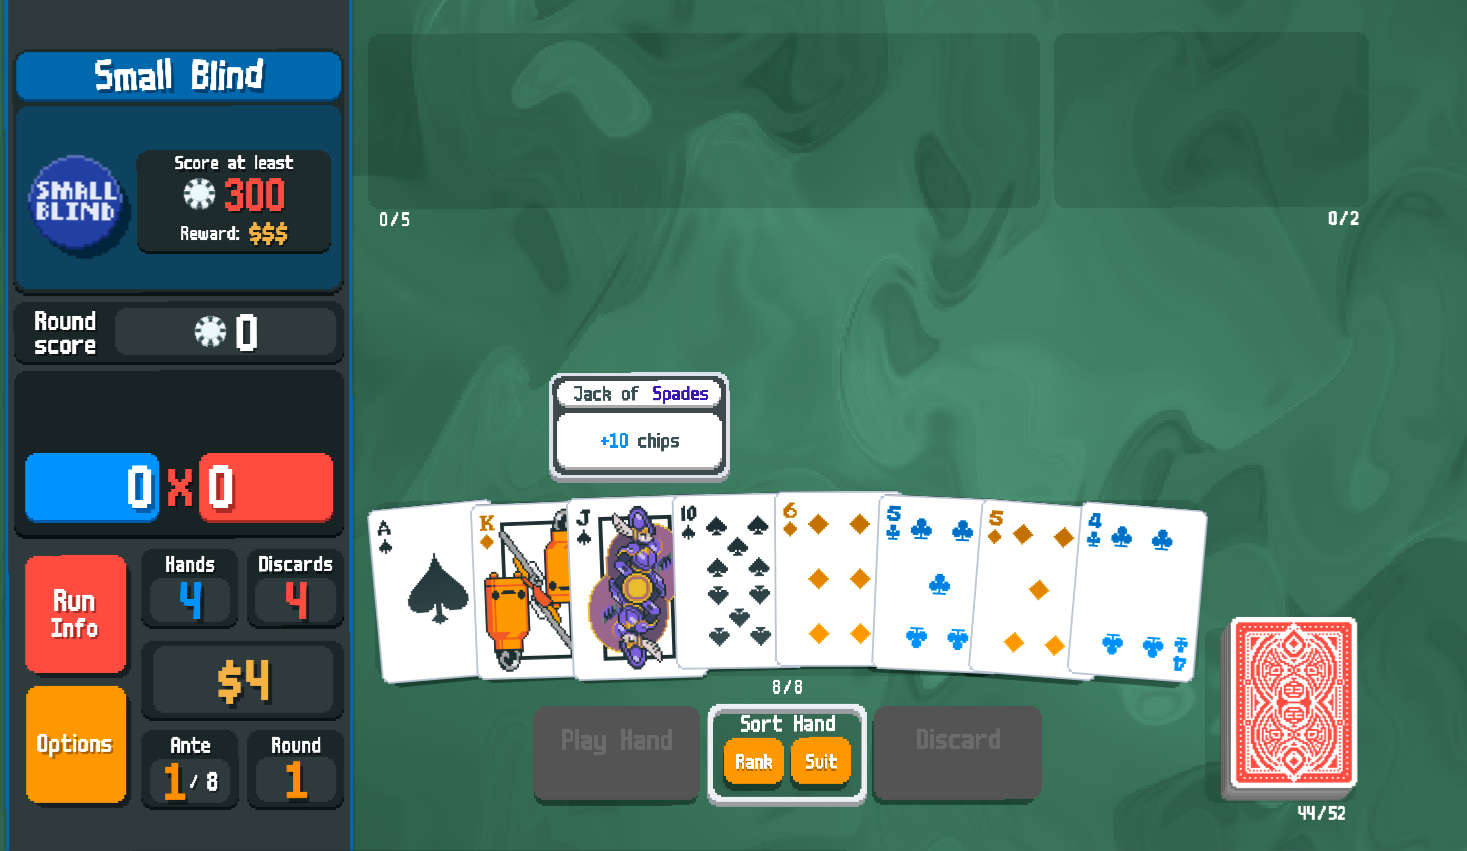 Small Blind
SMALL
BLIND
Score at least
300
Reward: $$$
Round
score
0
0 X 0
Run
Info
Hands
4
Discards
4
$4
Options
Ante
1 / 8
Round
1
0/5
0/2
Jack of Spades
+10 chips
A
K
J
10
6
5
5
4
4
8/8
Play Hand
Sort Hand
Rank
Suit
Discard
44/52